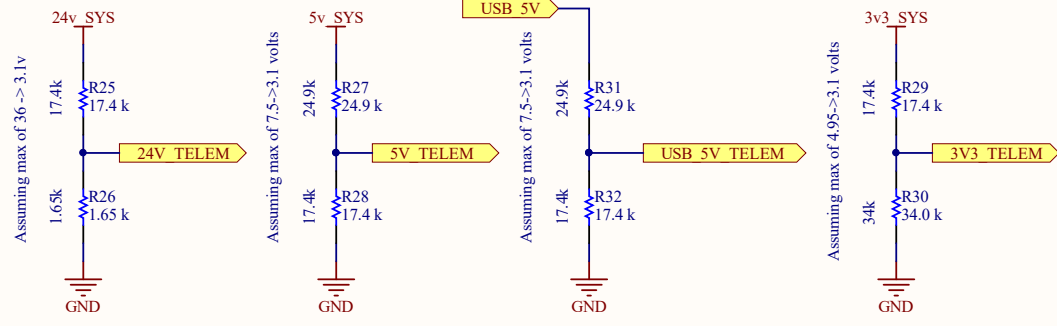 24v_SYS
Assuming max of 36 -> 3.1v
17.4k
R25
17.4 k
24V_TELEM
1.65k
R26
1.65 k
GND
5v_SYS
Assuming max of 7.5->3.1 volts
24.9k
R27
24.9 k
5V_TELEM
17.4k
R28
17.4 k
GND
USB_5V
Assuming max of 7.5->3.1 volts
24.9k
R31
24.9 k
USB_5V_TELEM
17.4k
R32
17.4 k
GND
3v3_SYS
Assuming max of 4.95->3.1 volts
17.4k
R29
17.4 k
3V3_TELEM
34k
R30
34.0 k
GND